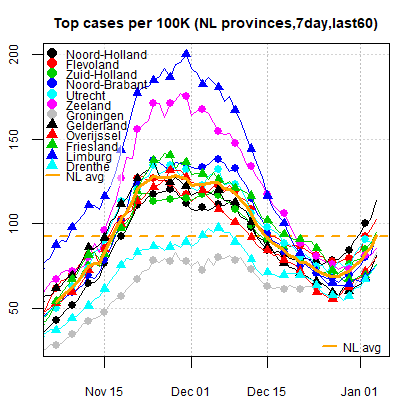 Top cases per 100K (NL provinces,7day,last60)
200
150
100
50
Noord-Holland
Flevoland
Zuid-Holland
Noord-Brabant
Utrecht
Zeeland
Groningen
Gelderland
Overijssel
Friesland
Limburg
Drenthe
NL avg
NL avg
Nov 15
Dec 01
Dec 15
Jan 01